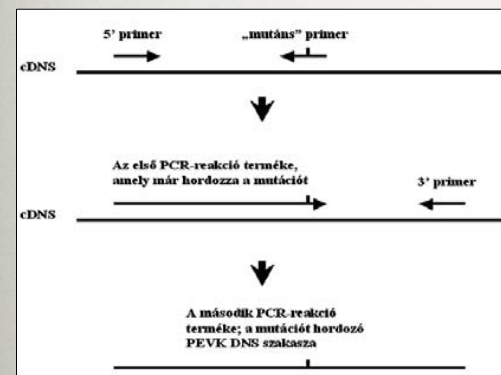 5’ primer
„mutáns” primer
cDNS
Az első PCR-reakció terméke,
amely már hordozza a mutációt
3’ primer
cDNS
A második PCR-reakció
terméke; a mutációt hordozó
PEVK DNS szakasza